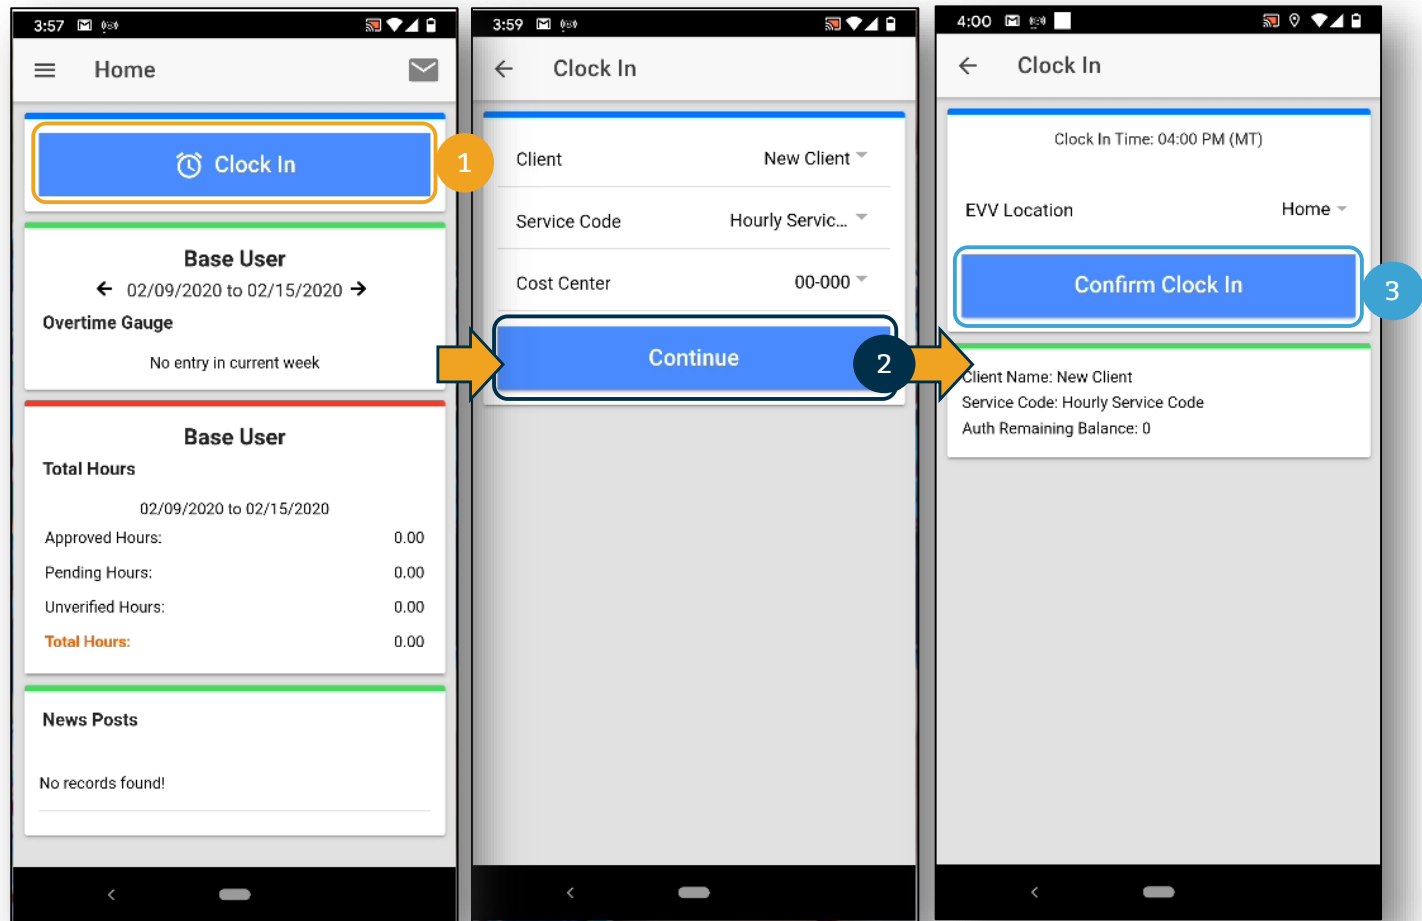 3:57
Home
Clock In
1
Base User
02/09/2020 to 02/15/2020
Overtime Gauge
No entry in current week
Base User
Total Hours
02/09/2020 to 02/15/2020
Approved Hours: 0.00
Pending Hours: 0.00
Unverified Hours: 0.00
Total Hours: 0.00
News Posts
No records found!
3:59
Clock In
Client New Client
Service Code Hourly Servic...
Cost Center 00-000
Continue
2
4:00
Clock In
Clock In Time: 04:00 PM (MT)
EVV Location Home
Confirm Clock In
3
Client Name: New Client
Service Code: Hourly Service Code
Auth Remaining Balance: 0